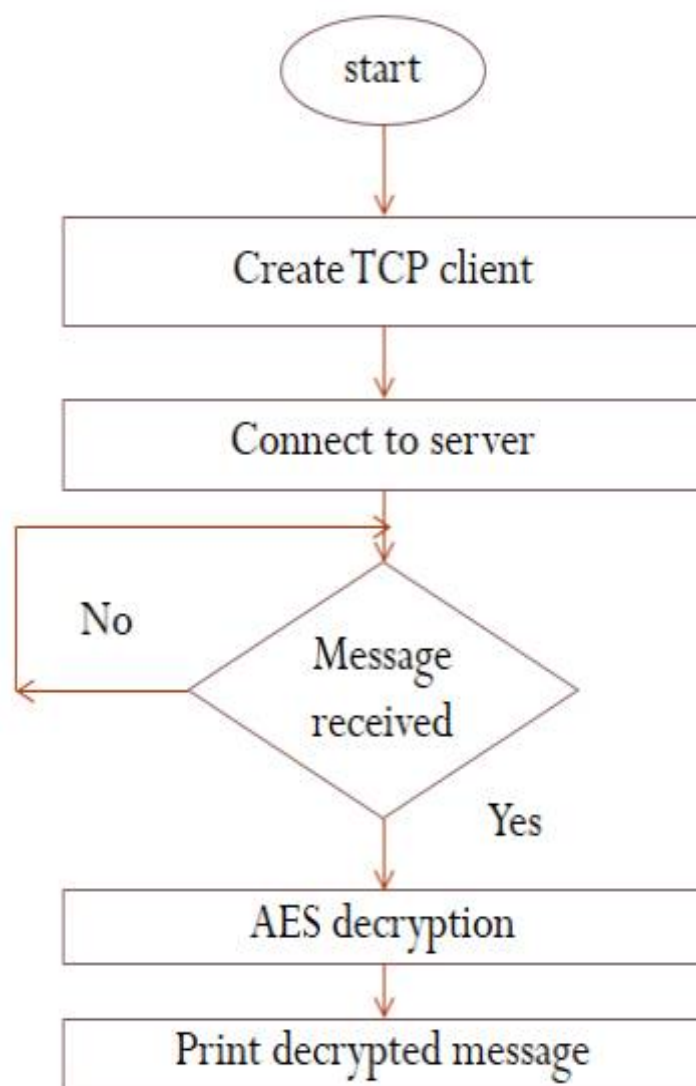 start
Create TCP client
Connect to server
No
Message
received
Yes
AES decryption
Print decrypted message